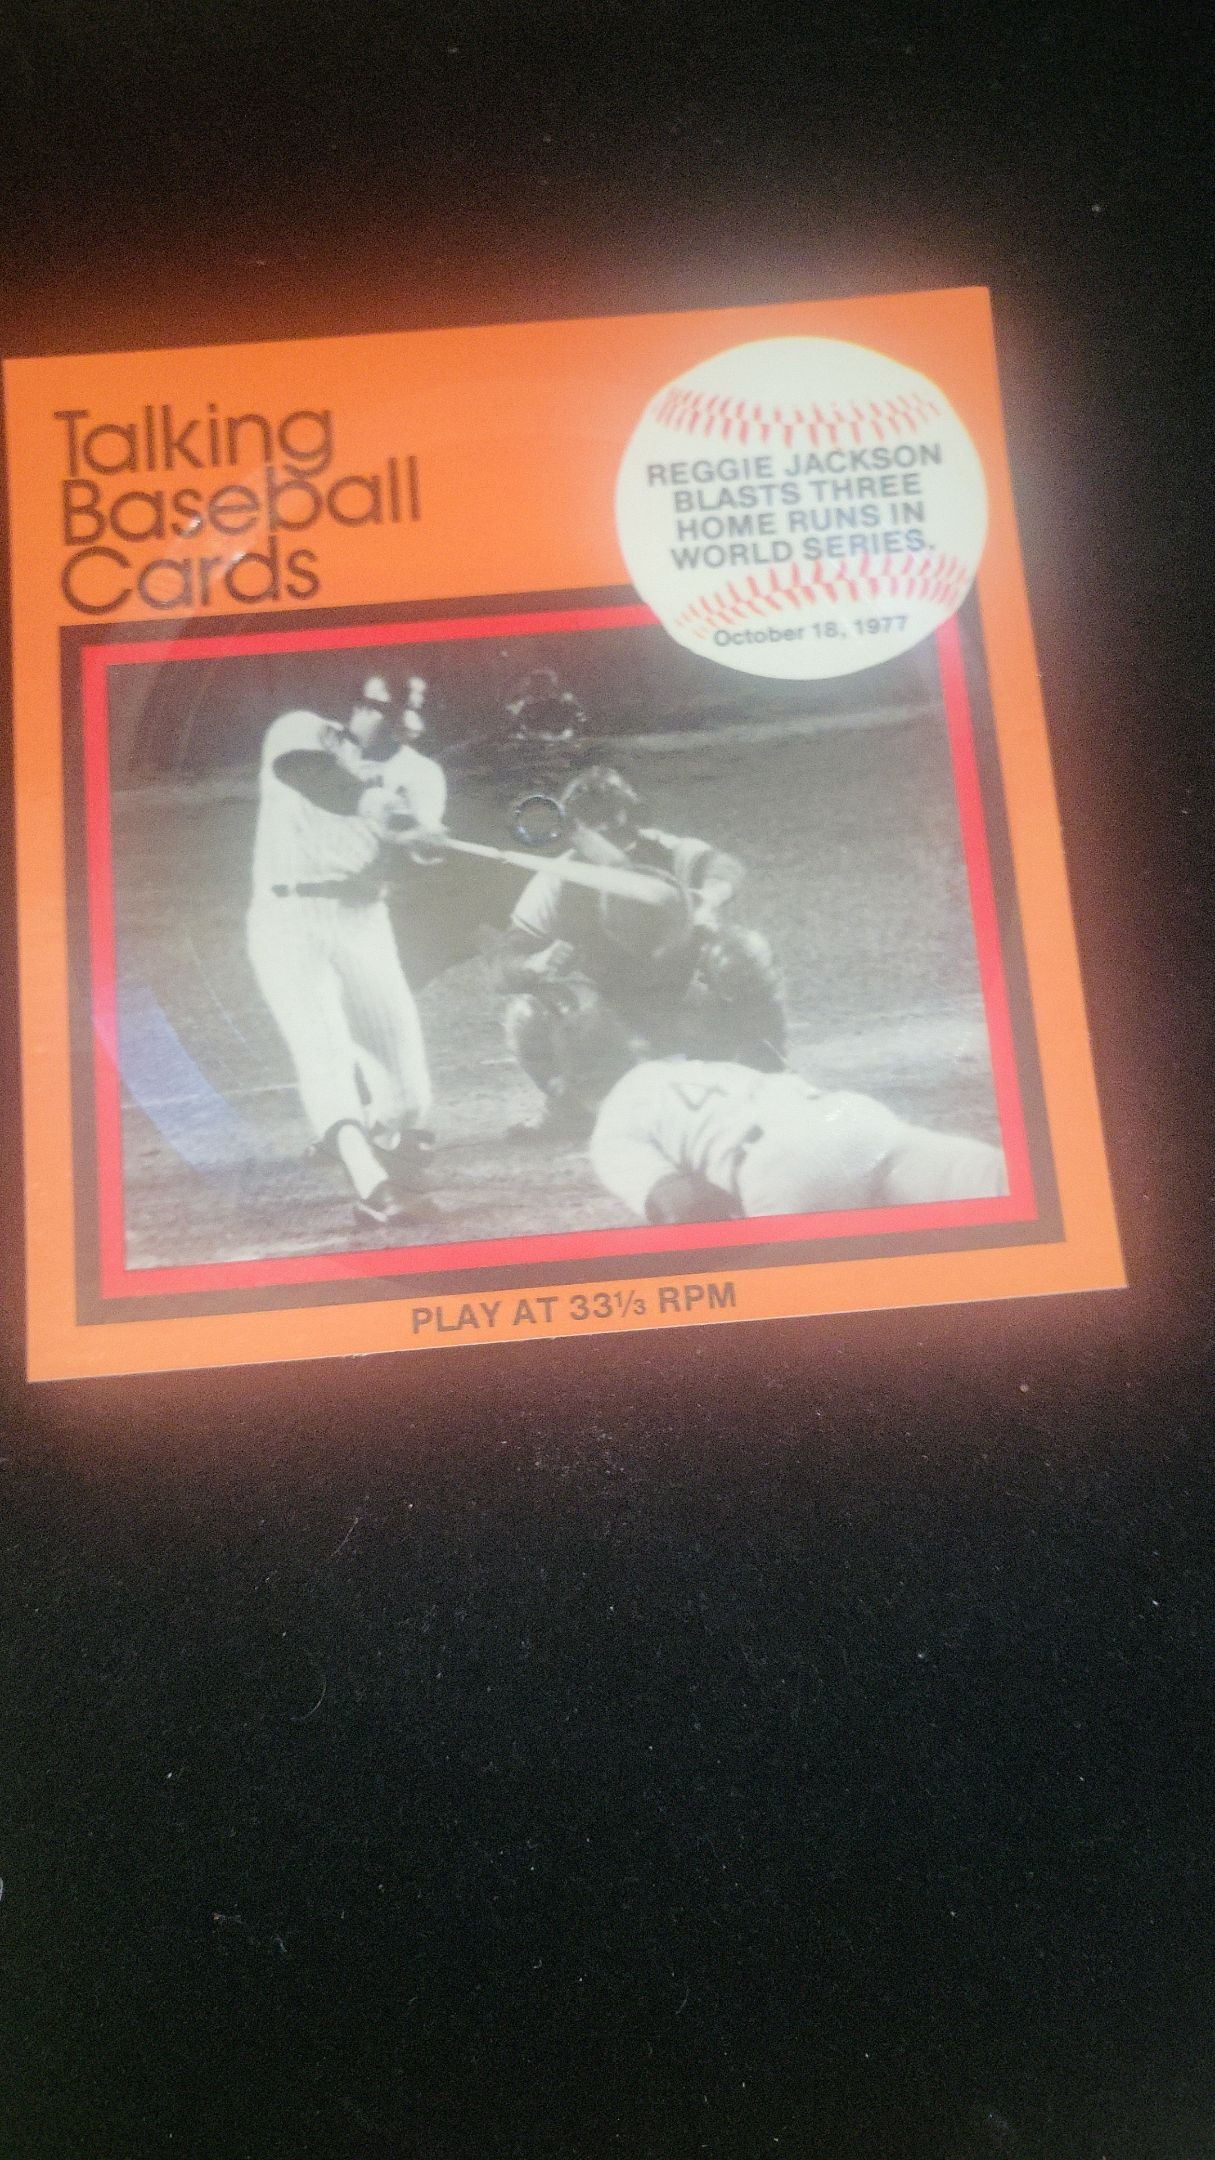 Talking
Baseball
Cards
REGGIE JACKSON
BLASTS THREE
HOME RUNS IN
WORLD SERIES.
October 18, 1977
4
PLAY AT 33⅓ RPM